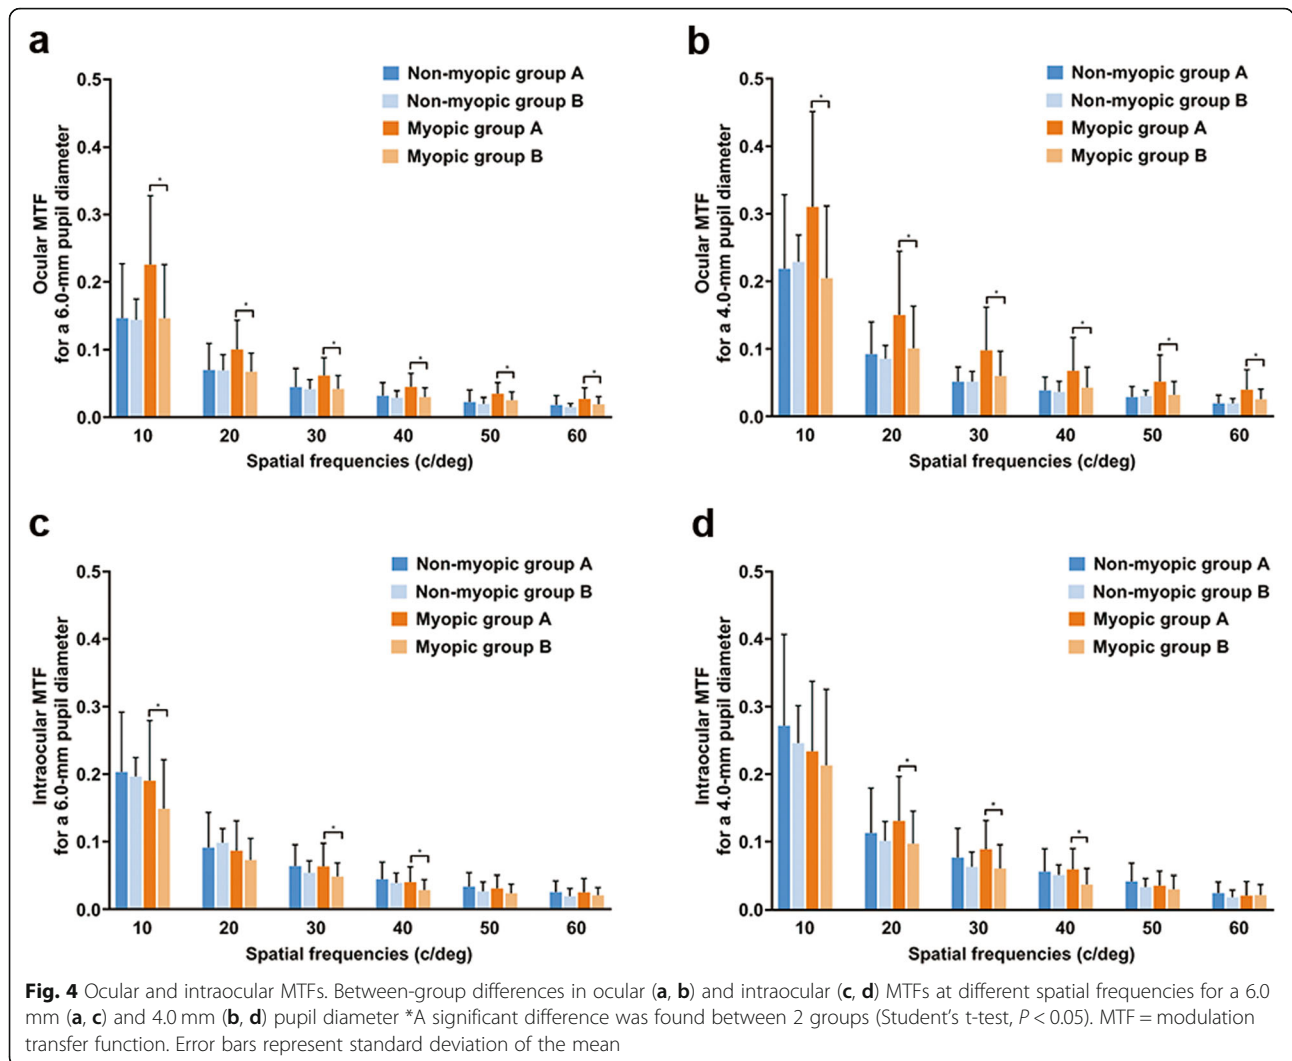 a
Non-myopic group A
Non-myopic group B
Myopic group A
Myopic group B
Ocular MTF
for a 6.0-mm pupil diameter
0.5
0.4
0.3
0.2
0.1
0.0
*
*
*
*
*
*
10 20 30 40 50 60
Spatial frequencies (c/deg)
b
Non-myopic group A
Non-myopic group B
Myopic group A
Myopic group B
Ocular MTF
for a 4.0-mm pupil diameter
0.5
0.4
0.3
0.2
0.1
0.0
*
*
*
*
*
*
10 20 30 40 50 60
Spatial frequencies (c/deg)
c
Non-myopic group A
Non-myopic group B
Myopic group A
Myopic group B
Intraocular MTF
for a 6.0-mm pupil diameter
0.5
0.4
0.3
0.2
0.1
0.0
*
*
*
10 20 30 40 50 60
Spatial frequencies (c/deg)
d
Non-myopic group A
Non-myopic group B
Myopic group A
Myopic group B
Intraocular MTF
for a 4.0-mm pupil diameter
0.5
0.4
0.3
0.2
0.1
0.0
*
*
*
10 20 30 40 50 60
Spatial frequencies (c/deg)
Fig. 4 Ocular and intraocular MTFs. Between-group differences in ocular (a, b) and intraocular (c, d) MTFs at different spatial frequencies for a 6.0
mm (a, c) and 4.0 mm (b, d) pupil diameter *A significant difference was found between 2 groups (Student's t-test, P < 0.05). MTF = modulation
transfer function. Error bars represent standard deviation of the mean